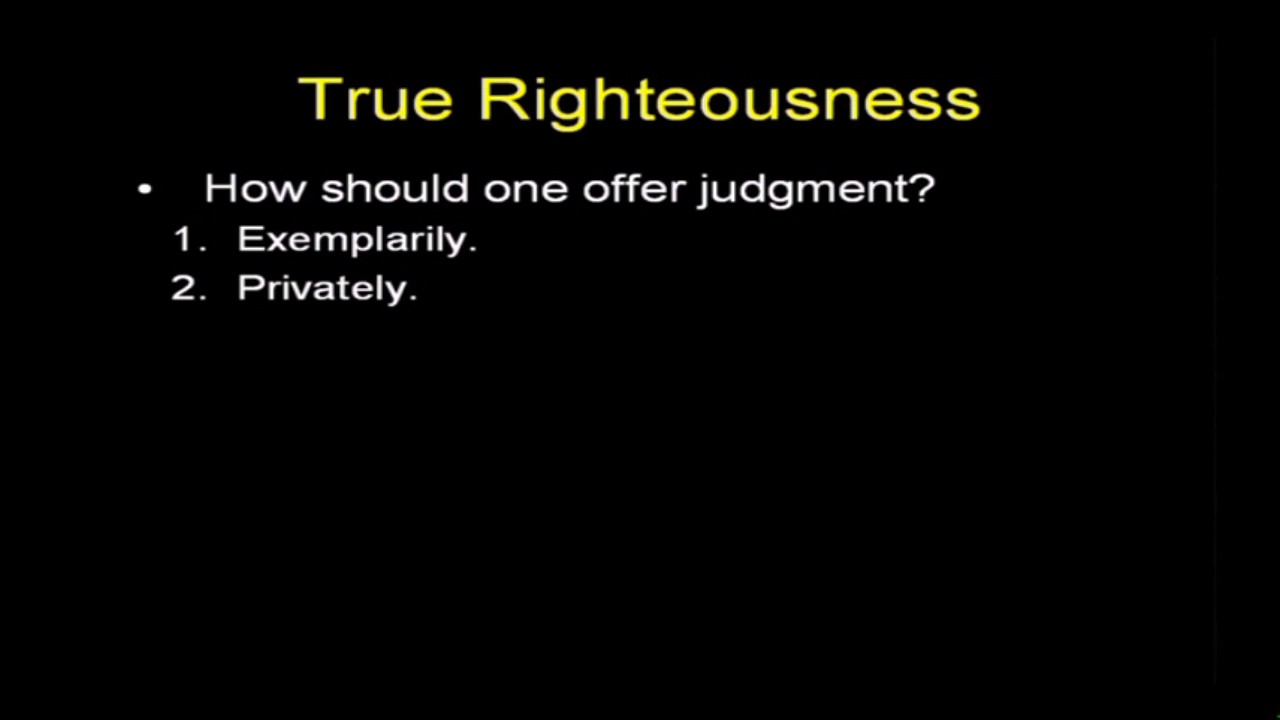 True Righteousness
• How should one offer judgment?
1. Exemplarily.
2. Privately.